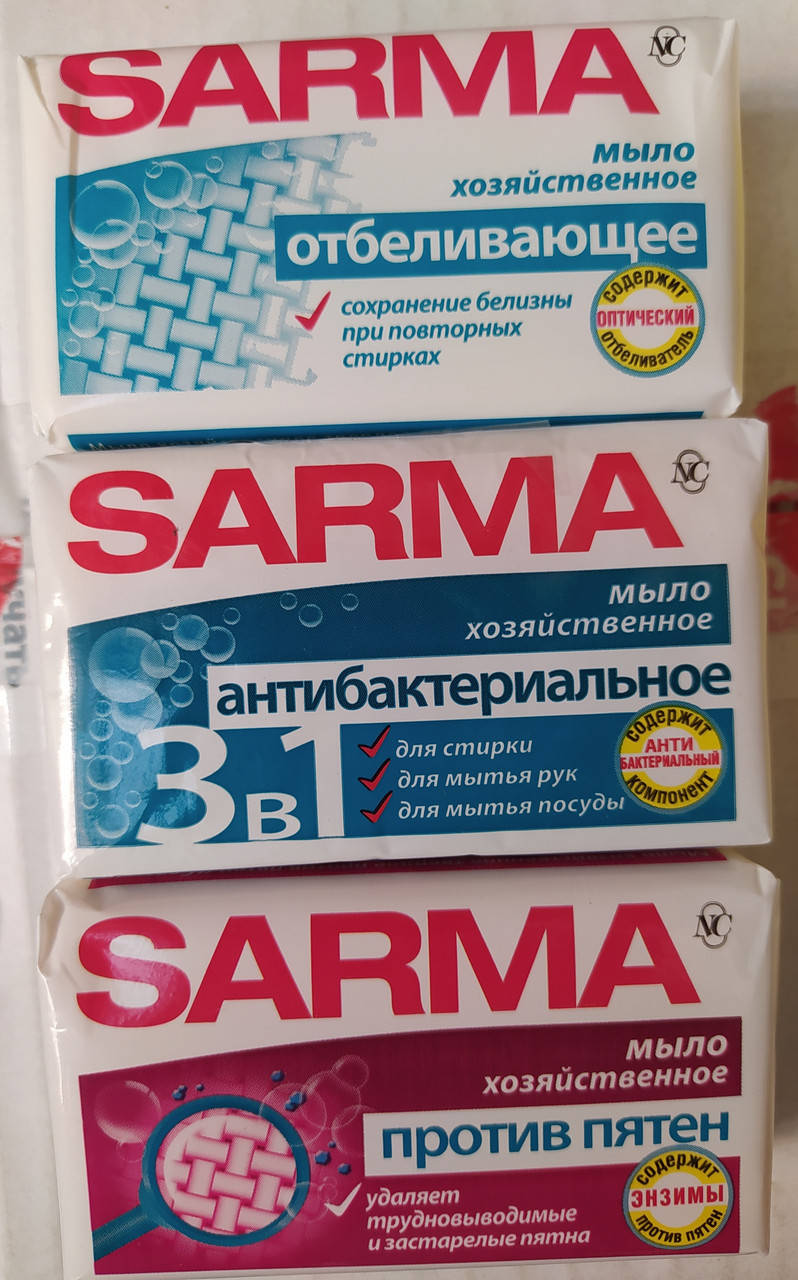 SARMA
NC
мыло
хозяйственное
отбеливающее
сохранение белизны
при повторных
стирках
содержит
ОПТИЧЕСКИЙ
отбеливатель
SARMA
NC
мыло
хозяйственное
антибактериальное
3 в 1
для стирки
для мытья рук
для мытья посуды
содержит
АНТИ
БАКТЕРИАЛЬНЫЙ
КОМПОНЕНТ
SARMA
NC
мыло
хозяйственное
против пятен
удаляет
трудновыводимые
и застарелые пятна
содержит
ЭНЗИМЫ
против пятен